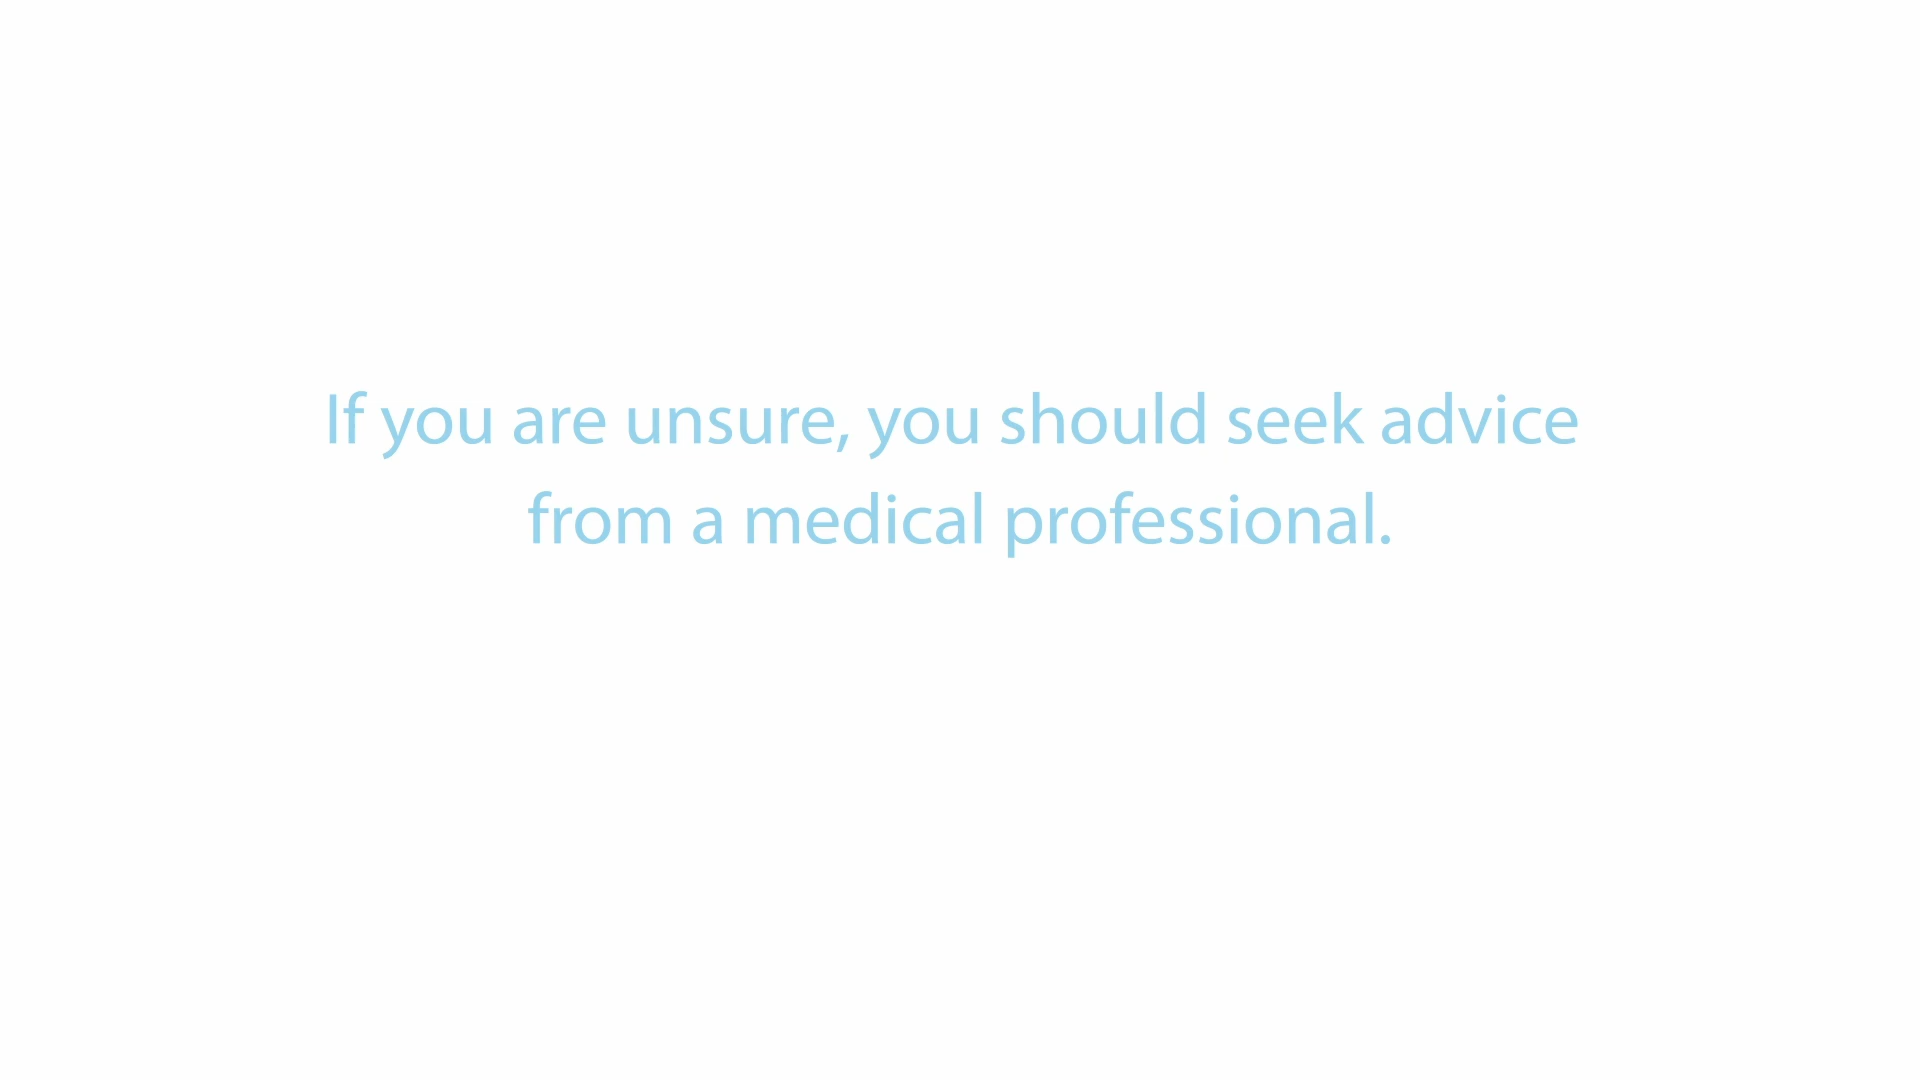 If you are unsure, you should seek advice
from a medical professional.